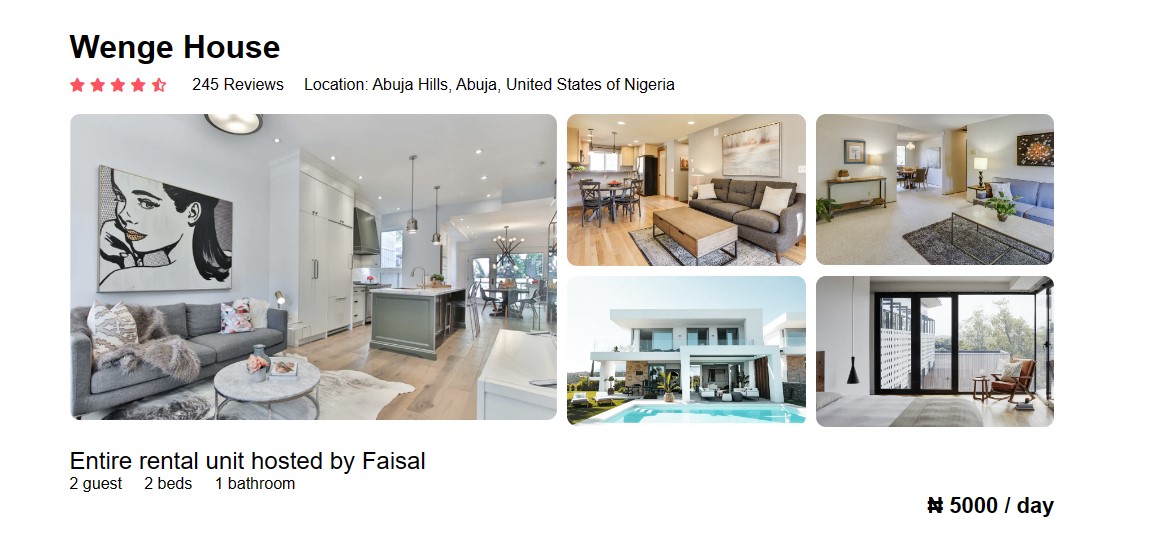 Wenge House
245 Reviews Location: Abuja Hills, Abuja, United States of Nigeria
Entire rental unit hosted by Faisal
2 guest 2 beds 1 bathroom
₦ 5000 / day